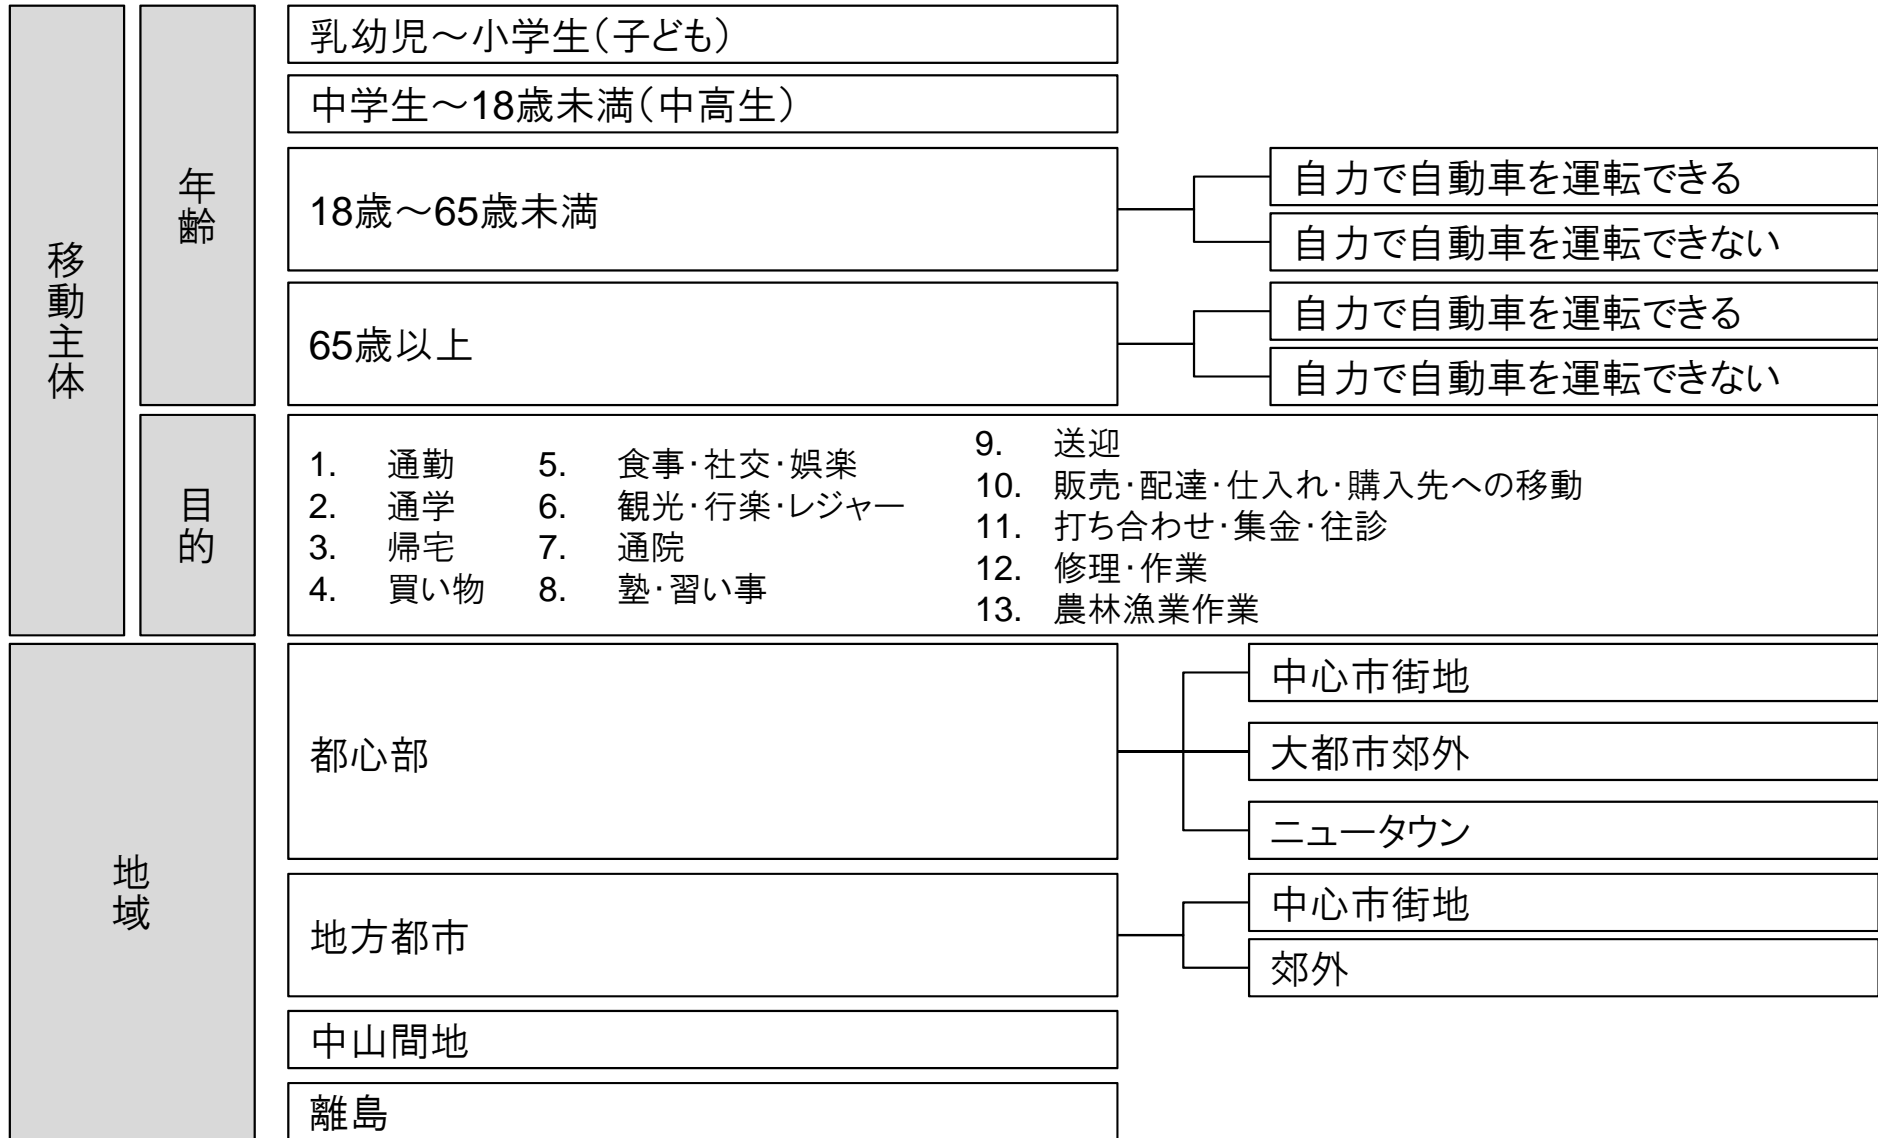 移動主体
年齢
乳幼児～小学生(子ども)
中学生～18歳未満(中高生)
18歳～65歳未満
自力で自動車を運転できる
自力で自動車を運転できない
65歳以上
自力で自動車を運転できる
自力で自動車を運転できない
目的
1. 通勤
2. 通学
3. 帰宅
4. 買い物
5. 食事･社交･娯楽
6. 観光･行楽･レジャー
7. 通院
8. 塾･習い事
9. 送迎
10. 販売･配達･仕入れ･購入先への移動
11. 打ち合わせ･集金･往診
12. 修理･作業
13. 農林漁業作業
地域
都心部
中心市街地
大都市郊外
ニュータウン
地方都市
中心市街地
郊外
中山間地
離島